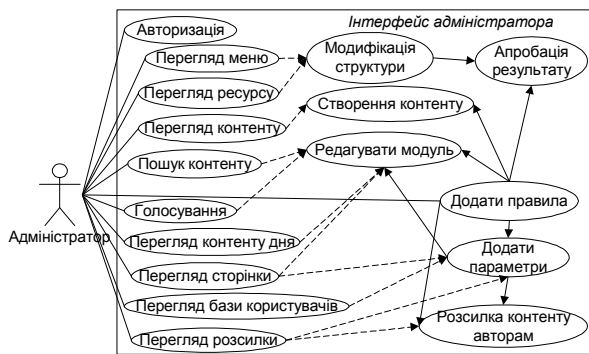 Інтерфейс адміністратора
Авторизація
Перегляд меню
Модифікація
структури
Апробація
результату
Перегляд ресурсу
Створення контенту
Перегляд контенту
Редагувати модуль
Пошук контенту
Голосування
Додати правила
Адміністратор
Перегляд контенту дня
Додати
параметри
Перегляд сторінки
Перегляд бази користувачів
Розсилка контенту
авторам
Перегляд розсилки